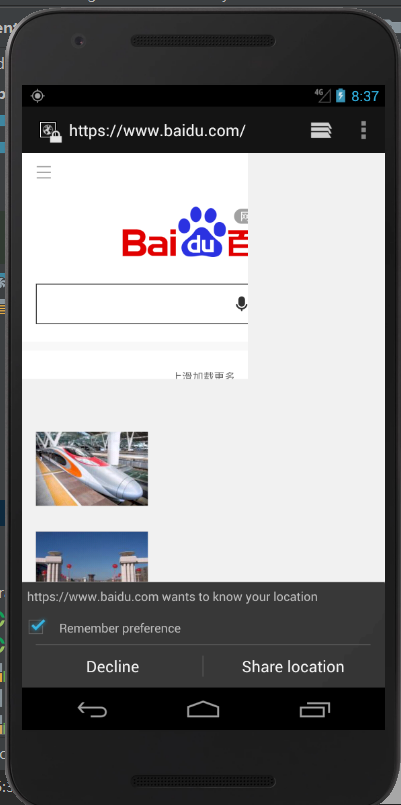 4G 8:37
https://www.baidu.com/
Bai du 百
上滑加载更多
https://www.baidu.com wants to know your location
Remember preference
Decline Share location